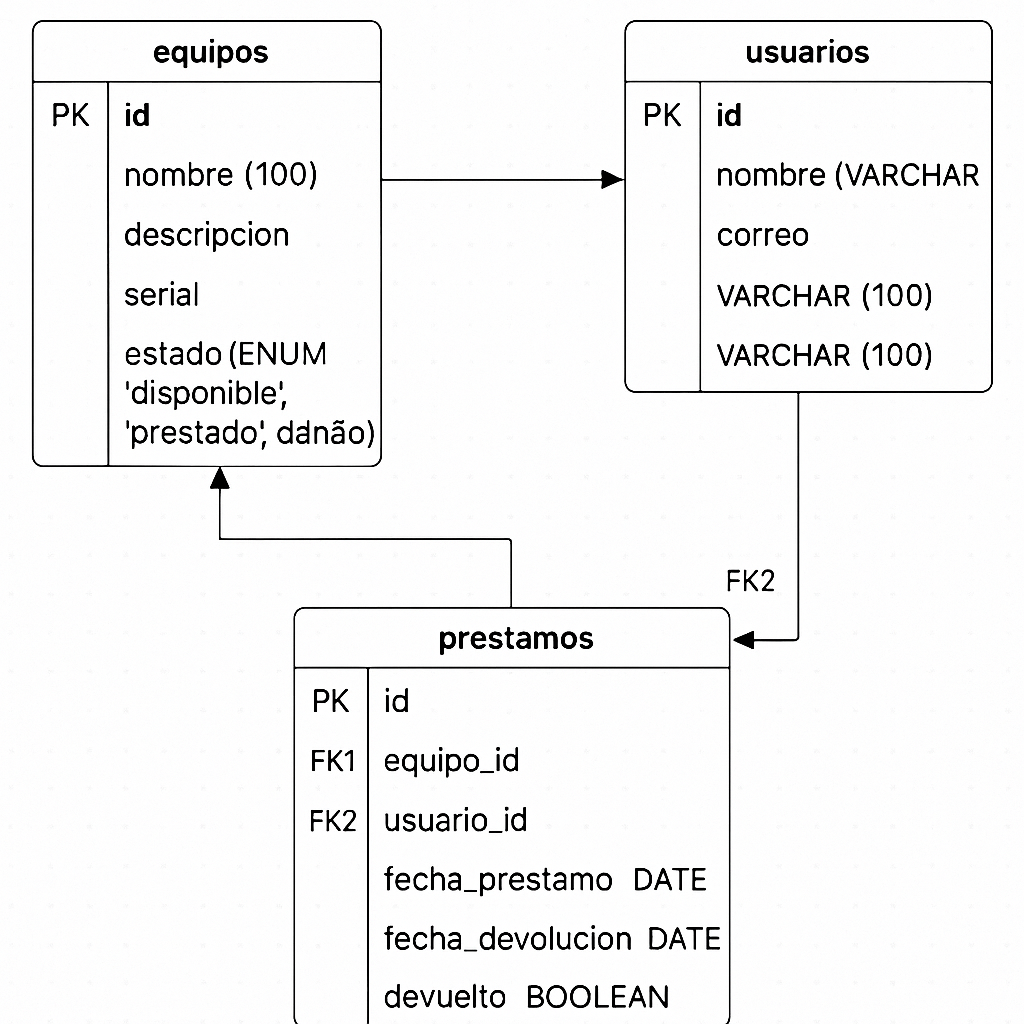 equipos
PK id
nombre (100)
descripcion
serial
estado (ENUM
'disponible',
'prestado', ddnão)
usuarios
PK id
nombre (VARCHAR
correo
VARCHAR (100)
VARCHAR (100)
FK2
prestamos
PK id
FK1 equipo_id
FK2 usuario_id
fecha_prestamo DATE
fecha_devolucion DATE
devuelto BOOLEAN